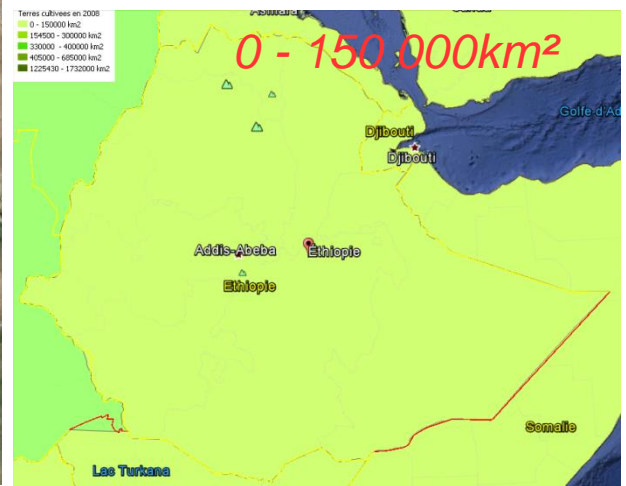 Terres cultivees en 2008
0 - 150000 km2
154500 - 300000 km2
330000 - 400000 km2
405000 - 685000 km2
1225430 - 1732000 km2
0 - 150 000km²
Golfe d'Ad
Djibouti
Djibouti
Addis-Abeba
Ethiopie
Ethiopie
Somalie
Lac Turkana